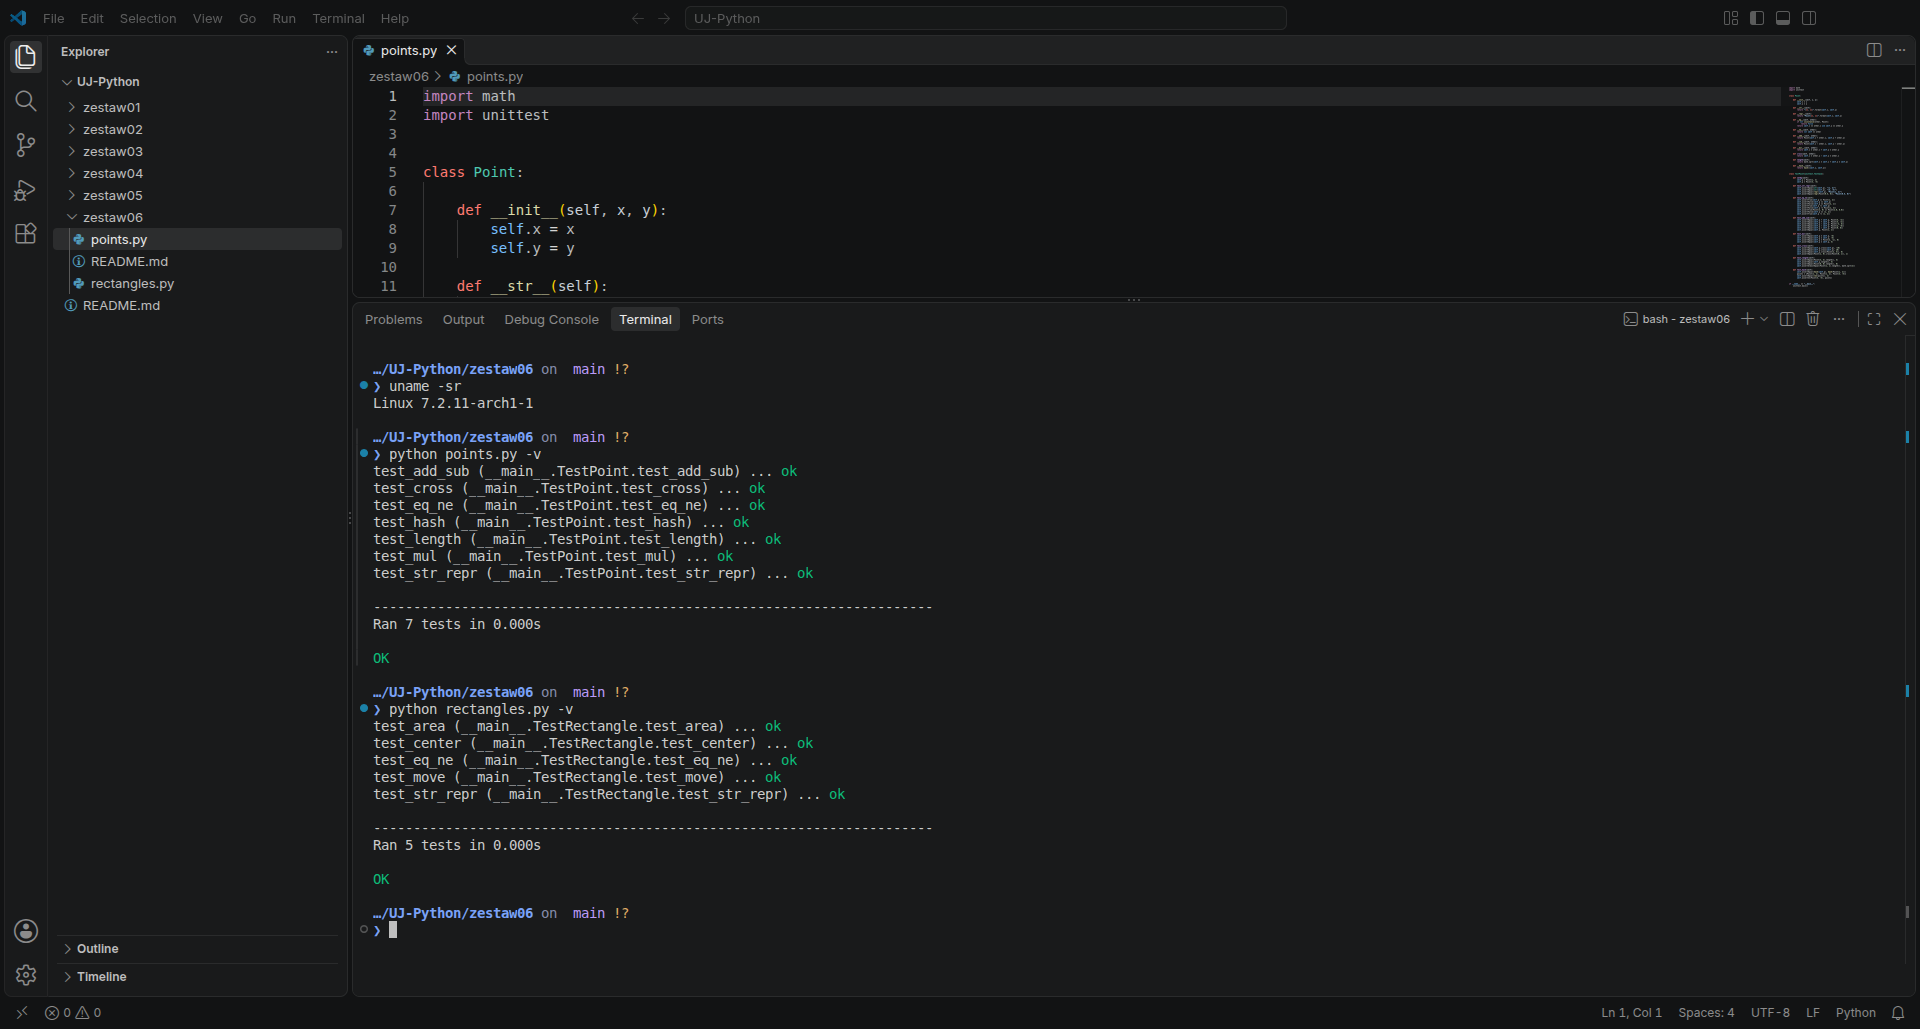 File Edit Selection View Go Run Terminal Help
UJ-Python
Explorer
UJ-Python
zestaw01
zestaw02
zestaw03
zestaw04
zestaw05
zestaw06
points.py
README.md
rectangles.py
README.md
Outline
Timeline
points.py
zestaw06 > points.py
1 import math
2 import unittest
3
4
5 class Point:
6
7 def __init__(self, x, y):
8 self.x = x
9 self.y = y
10
11 def __str__(self):
Problems Output Debug Console Terminal Ports
bash - zestaw06
…/UJ-Python/zestaw06 on main !?
❯ uname -sr
Linux 7.2.11-arch1-1
…/UJ-Python/zestaw06 on main !?
❯ python points.py -v
test_add_sub (__main__.TestPoint.test_add_sub) ... ok
test_cross (__main__.TestPoint.test_cross) ... ok
test_eq_ne (__main__.TestPoint.test_eq_ne) ... ok
test_hash (__main__.TestPoint.test_hash) ... ok
test_length (__main__.TestPoint.test_length) ... ok
test_mul (__main__.TestPoint.test_mul) ... ok
test_str_repr (__main__.TestPoint.test_str_repr) ... ok
----------------------------------------------------------------------
Ran 7 tests in 0.000s
OK
…/UJ-Python/zestaw06 on main !?
❯ python rectangles.py -v
test_area (__main__.TestRectangle.test_area) ... ok
test_center (__main__.TestRectangle.test_center) ... ok
test_eq_ne (__main__.TestRectangle.test_eq_ne) ... ok
test_move (__main__.TestRectangle.test_move) ... ok
test_str_repr (__main__.TestRectangle.test_str_repr) ... ok
----------------------------------------------------------------------
Ran 5 tests in 0.000s
OK
…/UJ-Python/zestaw06 on main !?
❯
0 0
Ln 1, Col 1 Spaces: 4 UTF-8 LF Python